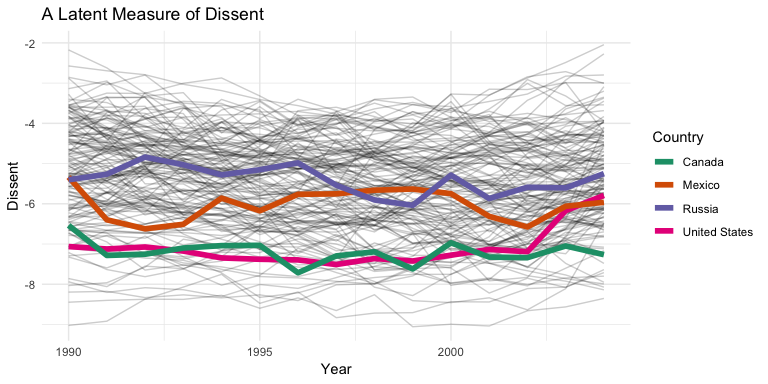 A Latent Measure of Dissent
-2
-4
-6
-8
Dissent
1990
1995
2000
Year
Country
Canada
Mexico
Russia
United States